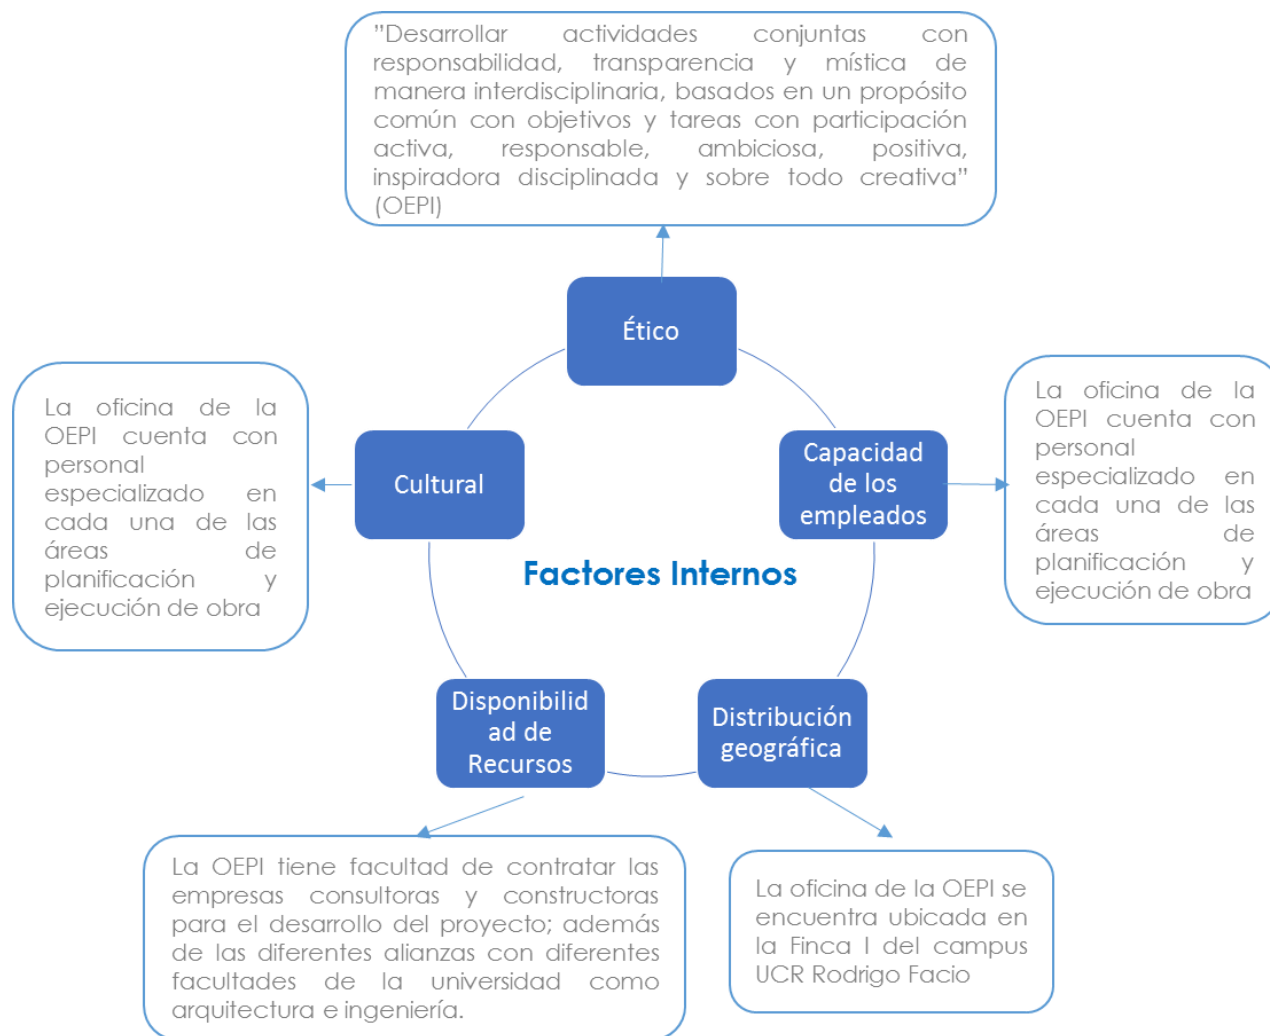 ”Desarrollar actividades conjuntas con
responsabilidad, transparencia y mística de
manera interdisciplinaria, basados en un propósito
común con objetivos y tareas con participación
activa, responsable, ambiciosa, positiva,
inspiradora disciplinada y sobre todo creativa”
(OEPI)
Ético
La oficina de la
OEPI cuenta con
personal
especializado en
cada una de las
áreas de
planificación y
ejecución de obra
Cultural
Capacidad
de los
empleados
La oficina de la
OEPI cuenta con
personal
especializado en
cada una de las
áreas de
planificación y
ejecución de obra
Factores Internos
Disponibilid
ad de
Recursos
Distribución
geográfica
La OEPI tiene facultad de contratar las
empresas consultoras y constructoras
para el desarrollo del proyecto; además
de las diferentes alianzas con diferentes
facultades de la universidad como
arquitectura e ingeniería.
La oficina de la OEPI se
encuentra ubicada en
la Finca I del campus
UCR Rodrigo Facio